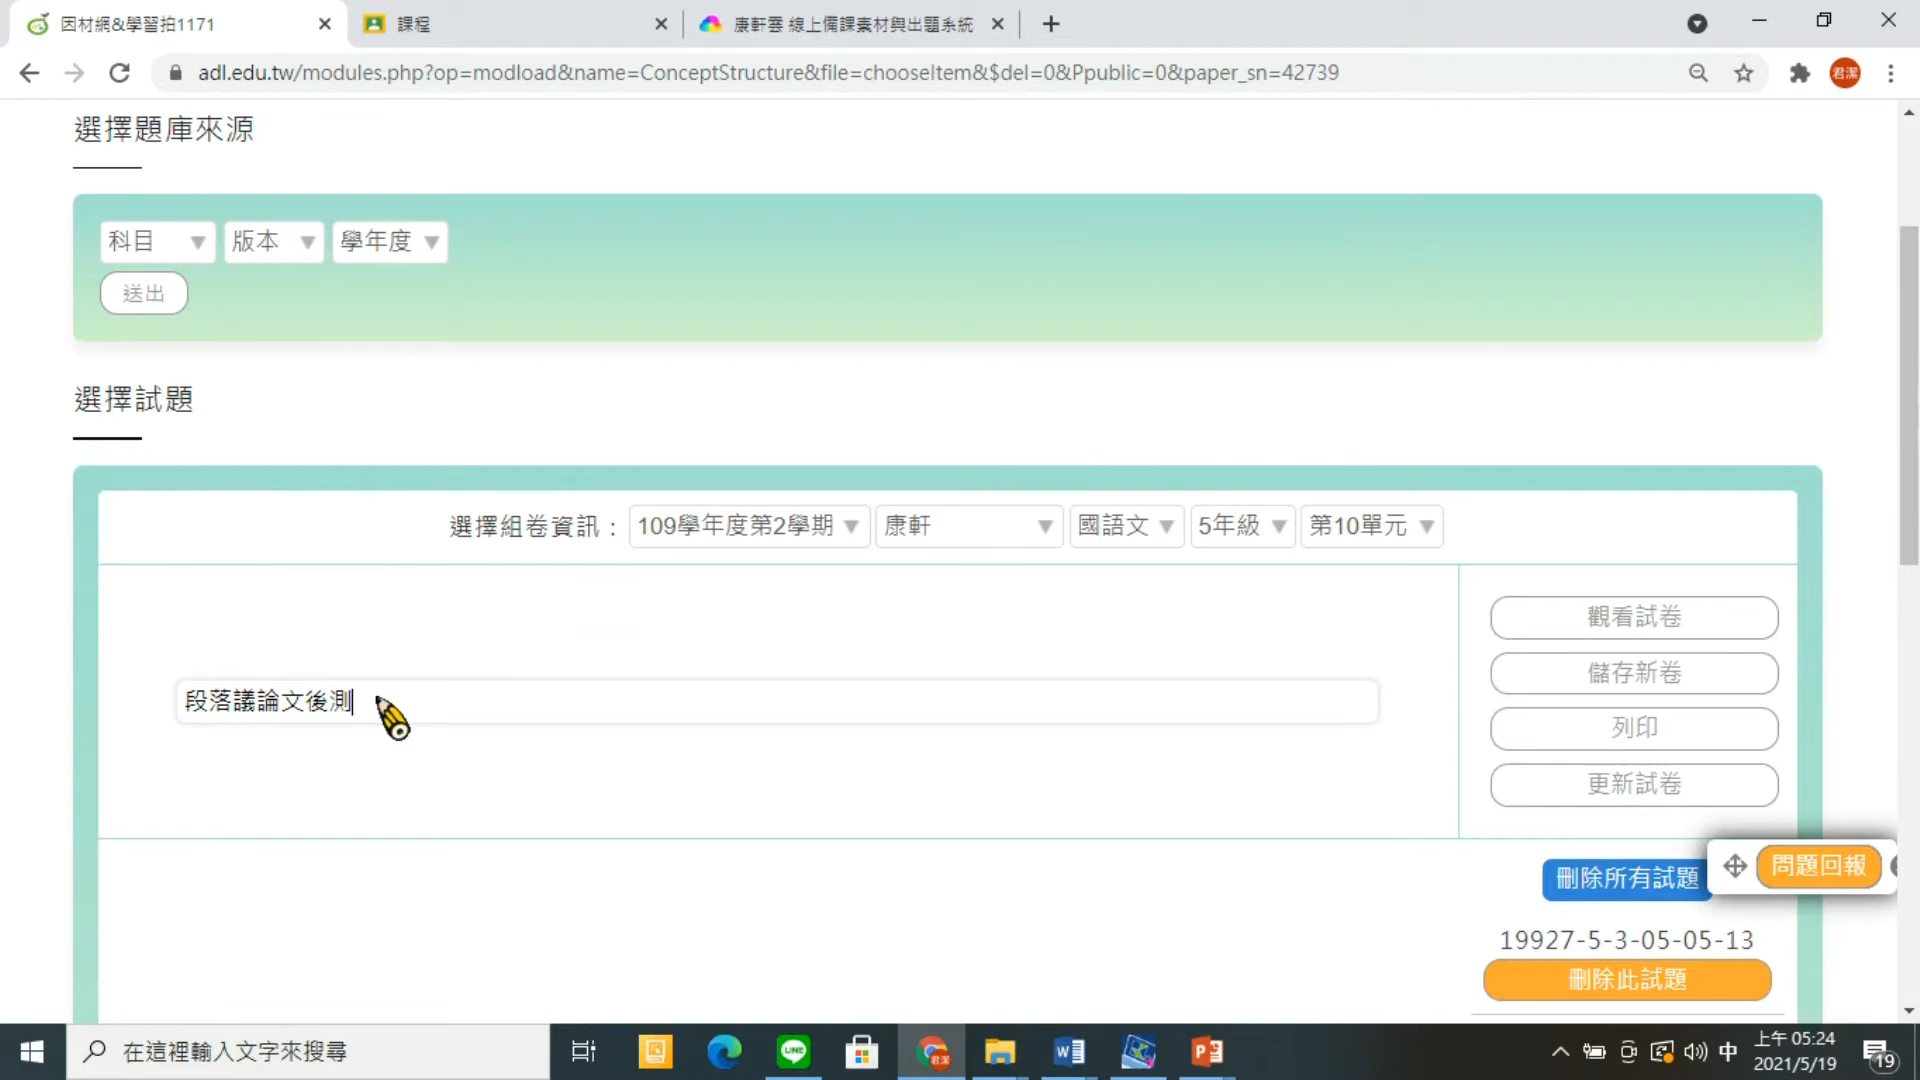 因材網&學習拍1171
課程
康軒雲 線上備課素材與出題系統
adl.edu.tw/modules.php?op=modload&name=ConceptStructure&file=chooseItem&$del=0&Ppublic=0&paper_sn=42739
君潔
選擇題庫來源
科目 版本 學年度
送出
選擇試題
選擇組卷資訊： 109學年度第2學期 康軒 國語文 5年級 第10單元
觀看試卷
儲存新卷
段落議論文後測
列印
更新試卷
刪除所有試題
問題回報
19927-5-3-05-05-13
刪除此試題
在這裡輸入文字來搜尋
LINE
君潔
中
上午 05:24
2021/5/19
19